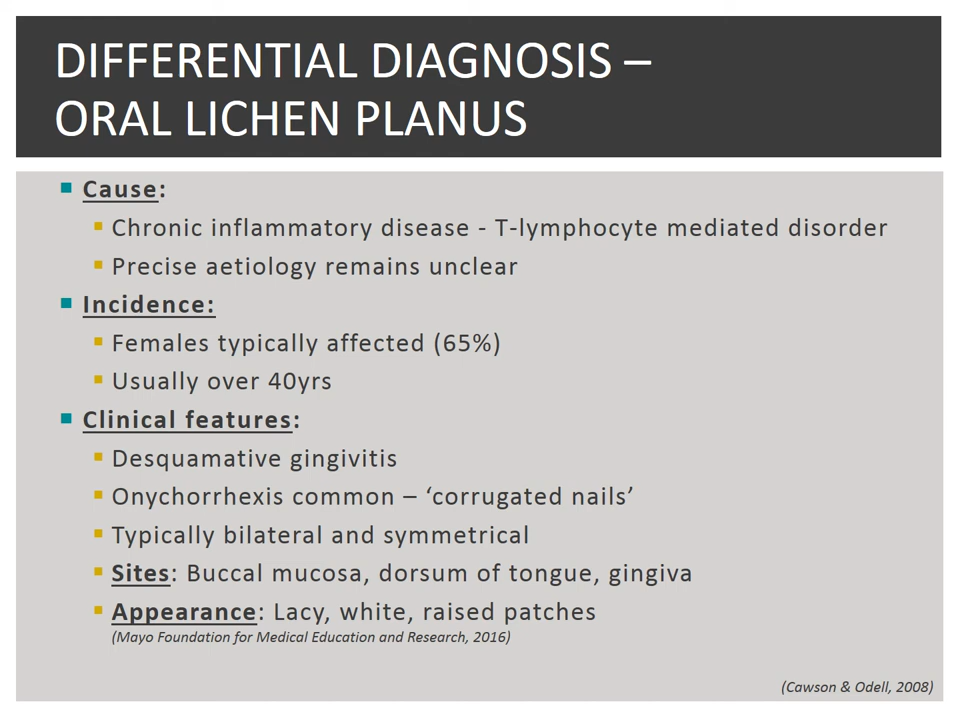 DIFFERENTIAL DIAGNOSIS –
ORAL LICHEN PLANUS
Cause:
Chronic inflammatory disease - T-lymphocyte mediated disorder
Precise aetiology remains unclear
Incidence:
Females typically affected (65%)
Usually over 40yrs
Clinical features:
Desquamative gingivitis
Onychorrhexis common – ‘corrugated nails’
Typically bilateral and symmetrical
Sites: Buccal mucosa, dorsum of tongue, gingiva
Appearance: Lacy, white, raised patches
(Mayo Foundation for Medical Education and Research, 2016)
(Cawson & Odell, 2008)